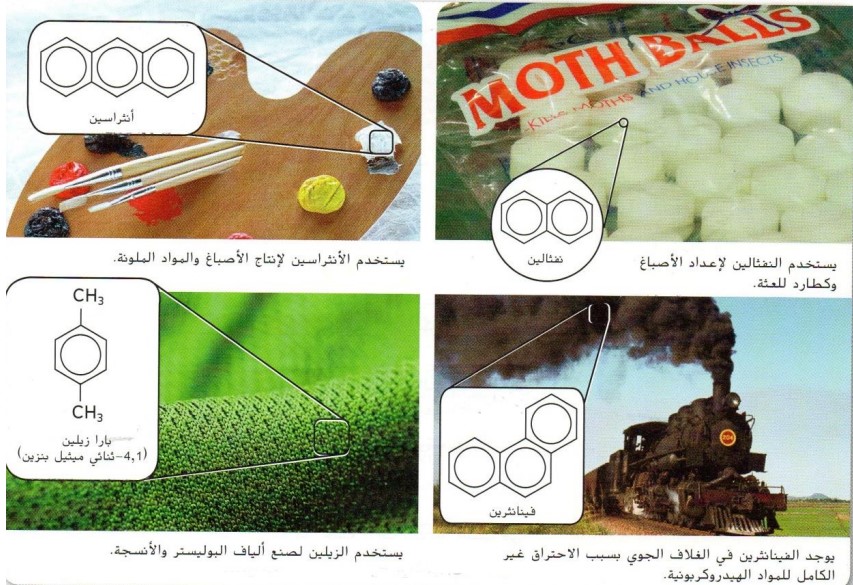 أنثراسين
MOTH BALLS
KILLS MOTHS AND HOUSE INSECTS
نفثالين
يستخدم الأنثراسين لإنتاج الأصباغ والمواد الملونة.
يستخدم النفثالين لإعداد الأصباغ
وكطارد للعثة.
CH₃
CH₃
بارا زيلين
(4,1-ثنائي ميثيل بنزين)
فينانثرين
يستخدم الزيلين لصنع ألياف البوليستر والأنسجة.
يوجد الفينانثرين في الغلاف الجوي بسبب الاحتراق غير
الكامل للمواد الهيدروكربونية.